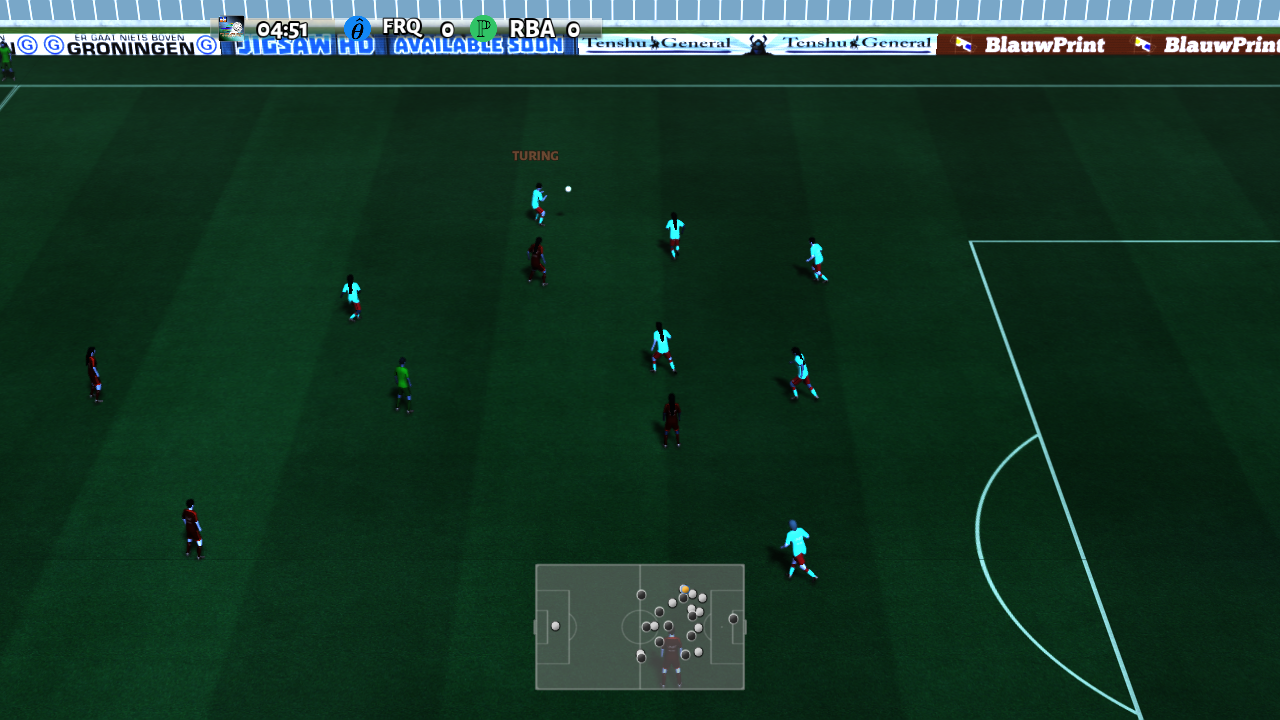 04:51 FRQ 0 RBA 0
ER GAAT NIETS BOVEN
GRONINGEN
JIGSAW HD AVAILABLE SOON
Tenshu General Tenshu General
BlauwPrint BlauwPrint
TURING